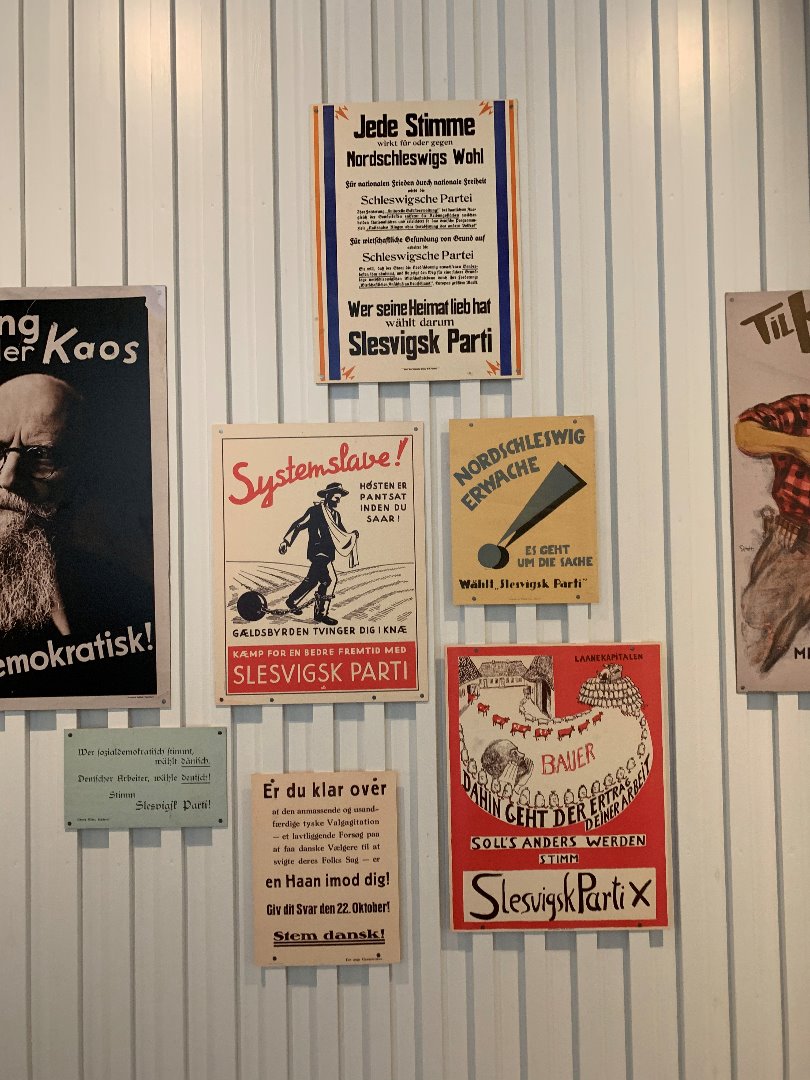 Jede Stimme
wirkt für oder gegen
Nordschleswigs Wohl
Für nationalen Frieden durch nationale Freiheit
Schleswigsche Partei
Für wirtschaftliche Gesundung von Grund auf
Schleswigsche Partei
Wer seine Heimat lieb hat
wählt darum
Slesvigsk Parti
ng
ler Kaos
emokratisk!
Systemslave!
HØSTEN ER
PANTSAT
INDEN DU
SAAR!
GÆLDSBYRDEN TVINGER DIG I KNÆ
KÆMP FOR EN BEDRE FREMTID MED
SLESVIGSK PARTI
NORDSCHLESWIG
ERWACHE
ES GEHT
UM DIE SACHE
Wählt „Slesvigsk Parti“
TIL
Wer sozialdemokratisch stimmt,
wählt dänisch.
Deutscher Arbeiter, wähle deutsch!
Stimm
Slesvigsk Parti!
Er du klar over
at den anmassende og usand-
færdige tyske Valgagitation
— et lavtliggende Forsøg paa
at faa danske Vælgere til at
svigte deres Folks Sag — er
en Haan imod dig!
Giv dit Svar den 22. Oktober!
Stem dansk!
LAANEKAPITALEN
BAUER
DAHIN GEHT DER ERTRAG
DEINER ARBEIT
SOLL'S ANDERS WERDEN
STIMM
Slesvigsk Parti X